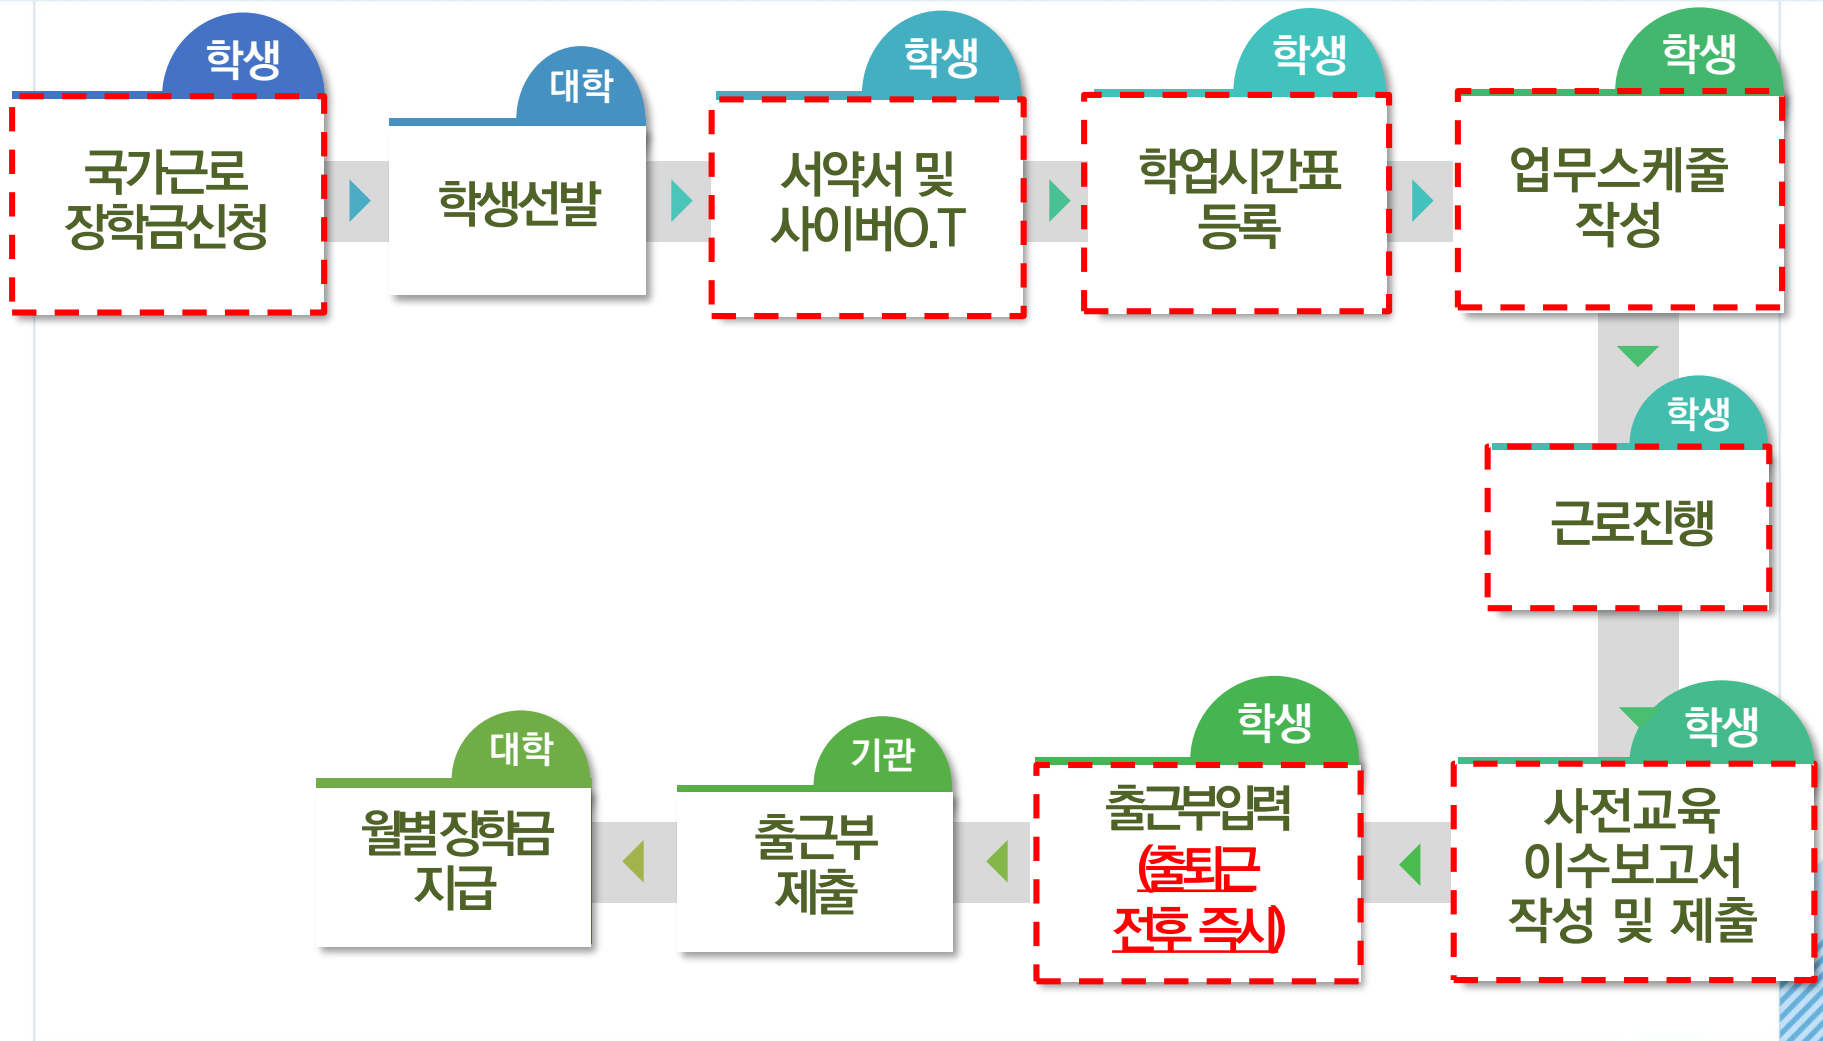 학생
국가근로
장학금신청
대학
학생선발
학생
서약서 및
사이버O.T
학생
학업시간표
등록
학생
업무스케줄
작성
학생
근로진행
학생
사전교육
이수보고서
작성 및 제출
학생
출근부입력
(출퇴근
전후 즉시)
기관
출근부
제출
대학
월별 장학금
지급